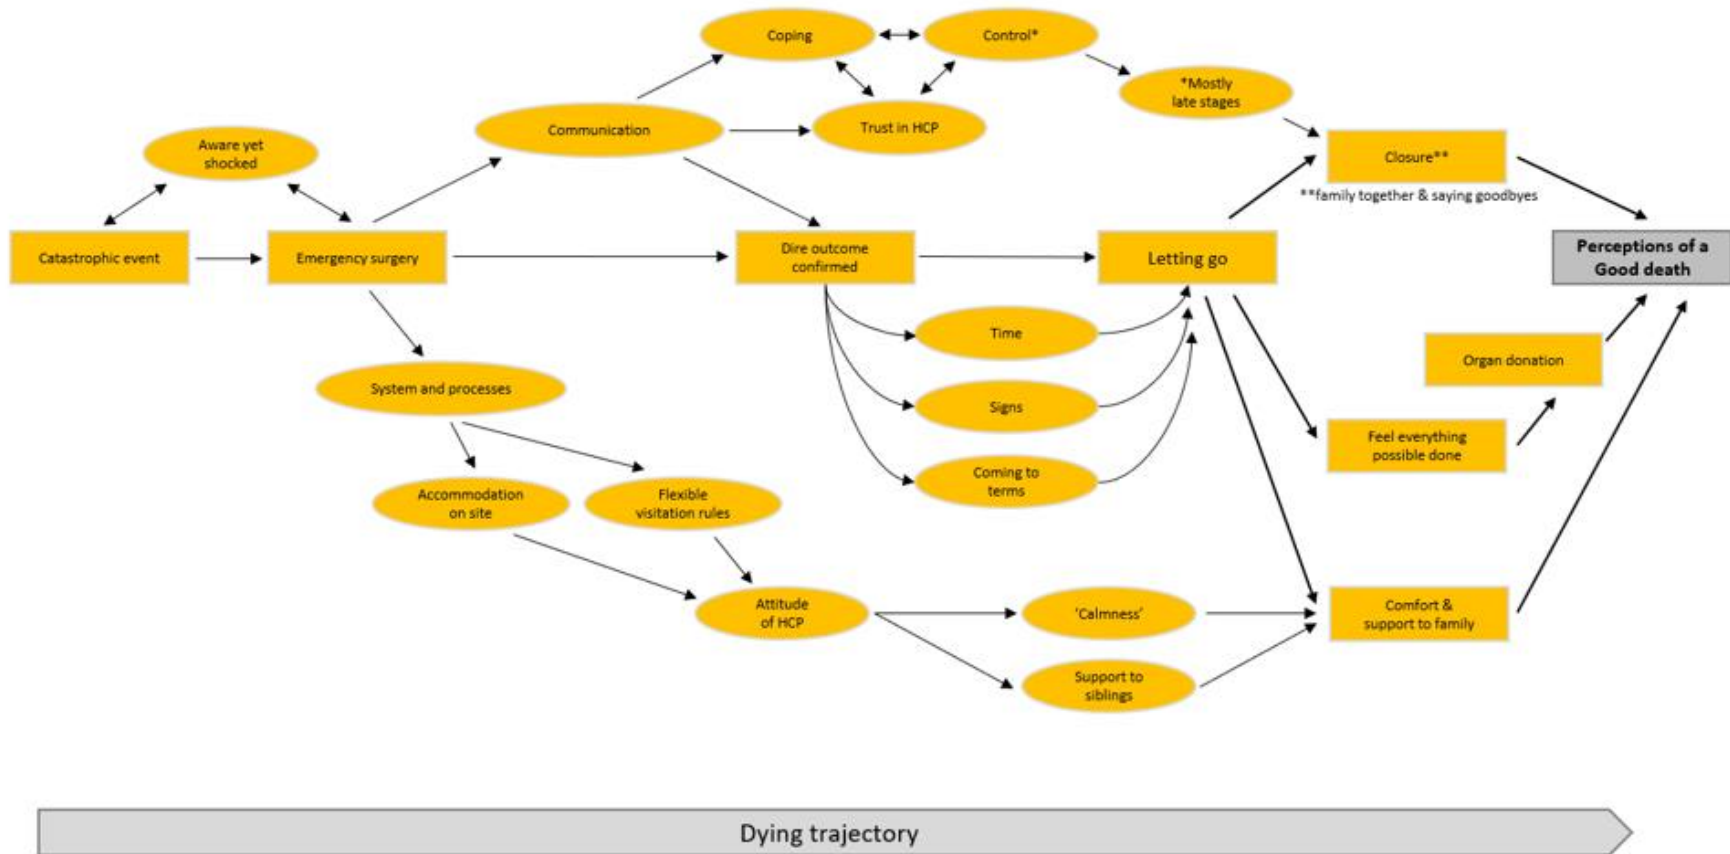 Coping
Control*
*Mostly
late stages
Communication
Trust in HCP
Aware yet
shocked
Closure**
**family together & saying goodbyes
Catastrophic event
Emergency surgery
Dire outcome
confirmed
Letting go
Perceptions of a
Good death
Time
Organ donation
System and processes
Signs
Feel everything
possible done
Coming to
terms
Accommodation
on site
Flexible
visitation rules
Attitude
of HCP
'Calmness'
Comfort &
support to family
Support to
siblings
Dying trajectory